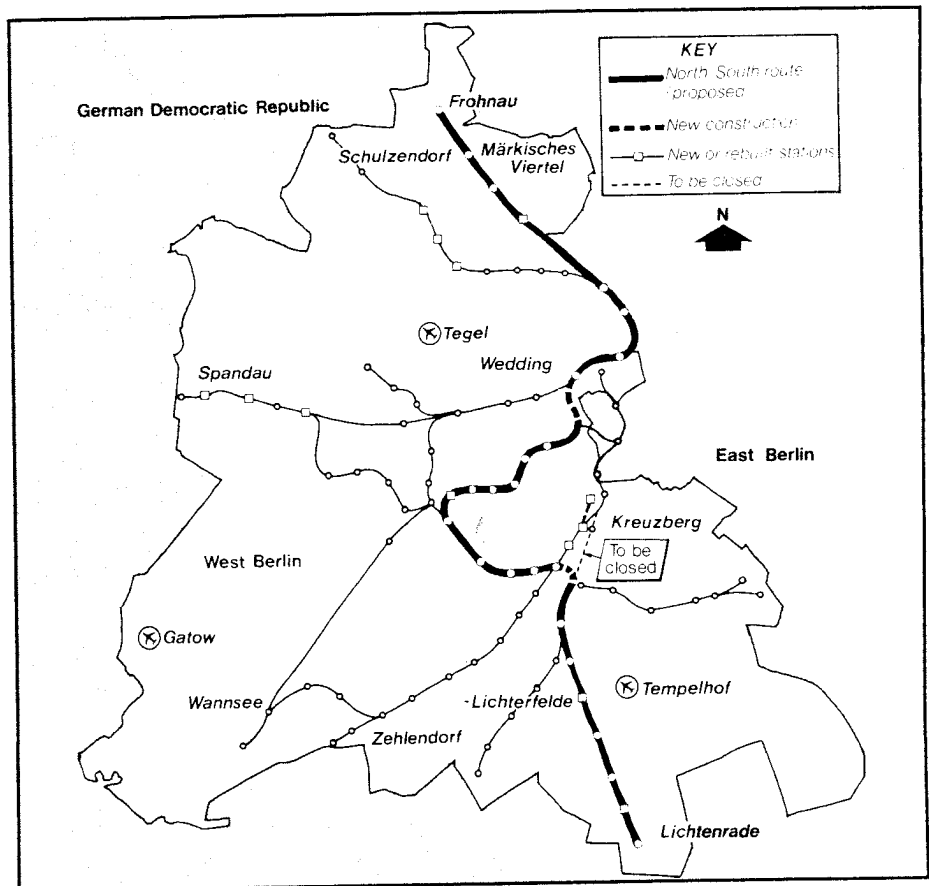 KEY
North South route
proposed
New construction
New or rebuilt stations
To be closed
German Democratic Republic
Frohnau
Schulzendorf
Märkisches
Viertel
N
Tegel
Wedding
Spandau
East Berlin
Kreuzberg
To be
closed
West Berlin
Gatow
Wannsee
Lichterfelde
Tempelhof
Zehlendorf
Lichtenrade